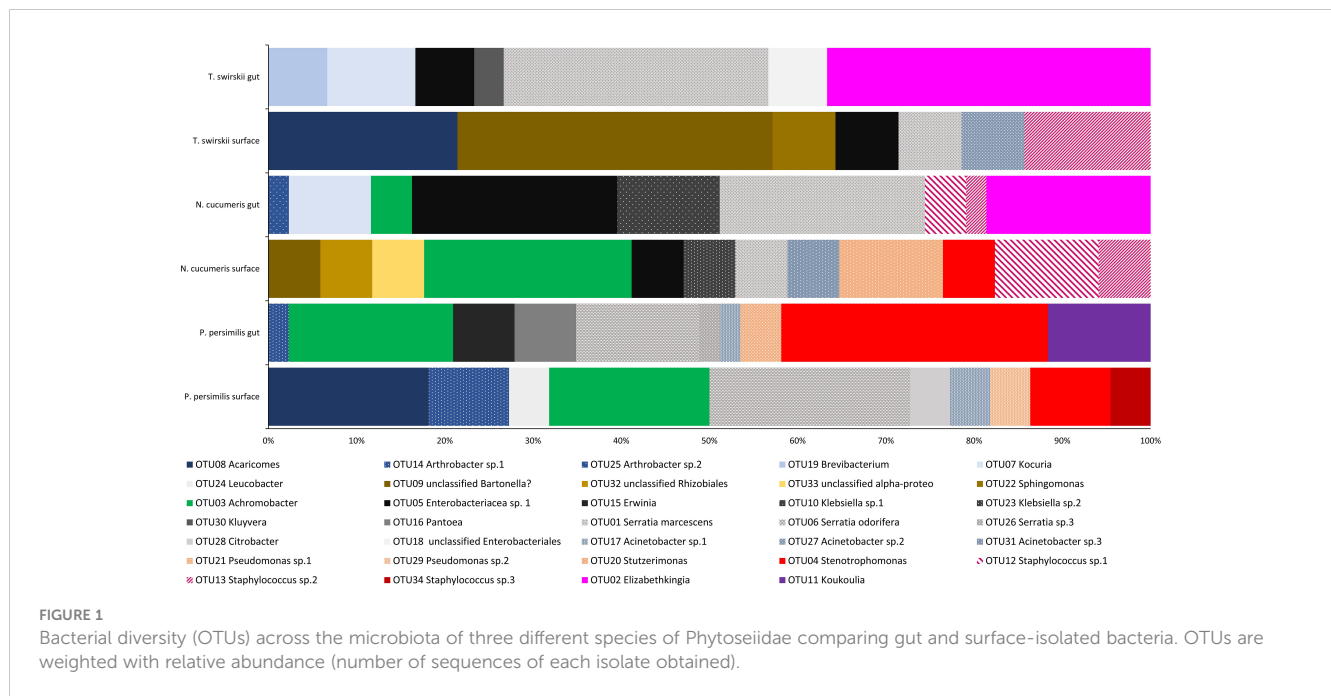 T. swirskii gut
T. swirskii surface
N. cucumeris gut
N. cucumeris surface
P. persimilis gut
P. persimilis surface
0% 10% 20% 30% 40% 50% 60% 70% 80% 90% 100%
OTU08 Acaricomes OTU14 Arthrobacter sp.1 OTU25 Arthrobacter sp.2 OTU19 Brevibacterium OTU07 Kocuria
OTU24 Leucobacter OTU09 unclassified Bartonella? OTU32 unclassified Rhizobiales OTU33 unclassified alpha-proteo OTU22 Sphingomonas
OTU03 Achromobacter OTU05 Enterobacteriacea sp. 1 OTU15 Erwinia OTU10 Klebsiella sp.1 OTU23 Klebsiella sp.2
OTU30 Kluyvera OTU16 Pantoea OTU01 Serratia marcescens OTU06 Serratia odorifera OTU26 Serratia sp.3
OTU28 Citrobacter OTU18 unclassified Enterobacteriales OTU17 Acinetobacter sp.1 OTU27 Acinetobacter sp.2 OTU31 Acinetobacter sp.3
OTU21 Pseudomonas sp.1 OTU29 Pseudomonas sp.2 OTU20 Stutzerimonas OTU04 Stenotrophomonas OTU12 Staphylococcus sp.1
OTU13 Staphylococcus sp.2 OTU34 Staphylococcus sp.3 OTU02 Elizabethkingia OTU11 Koukoulia
FIGURE 1
Bacterial diversity (OTUs) across the microbiota of three different species of Phytoseiidae comparing gut and surface-isolated bacteria. OTUs are
weighted with relative abundance (number of sequences of each isolate obtained).